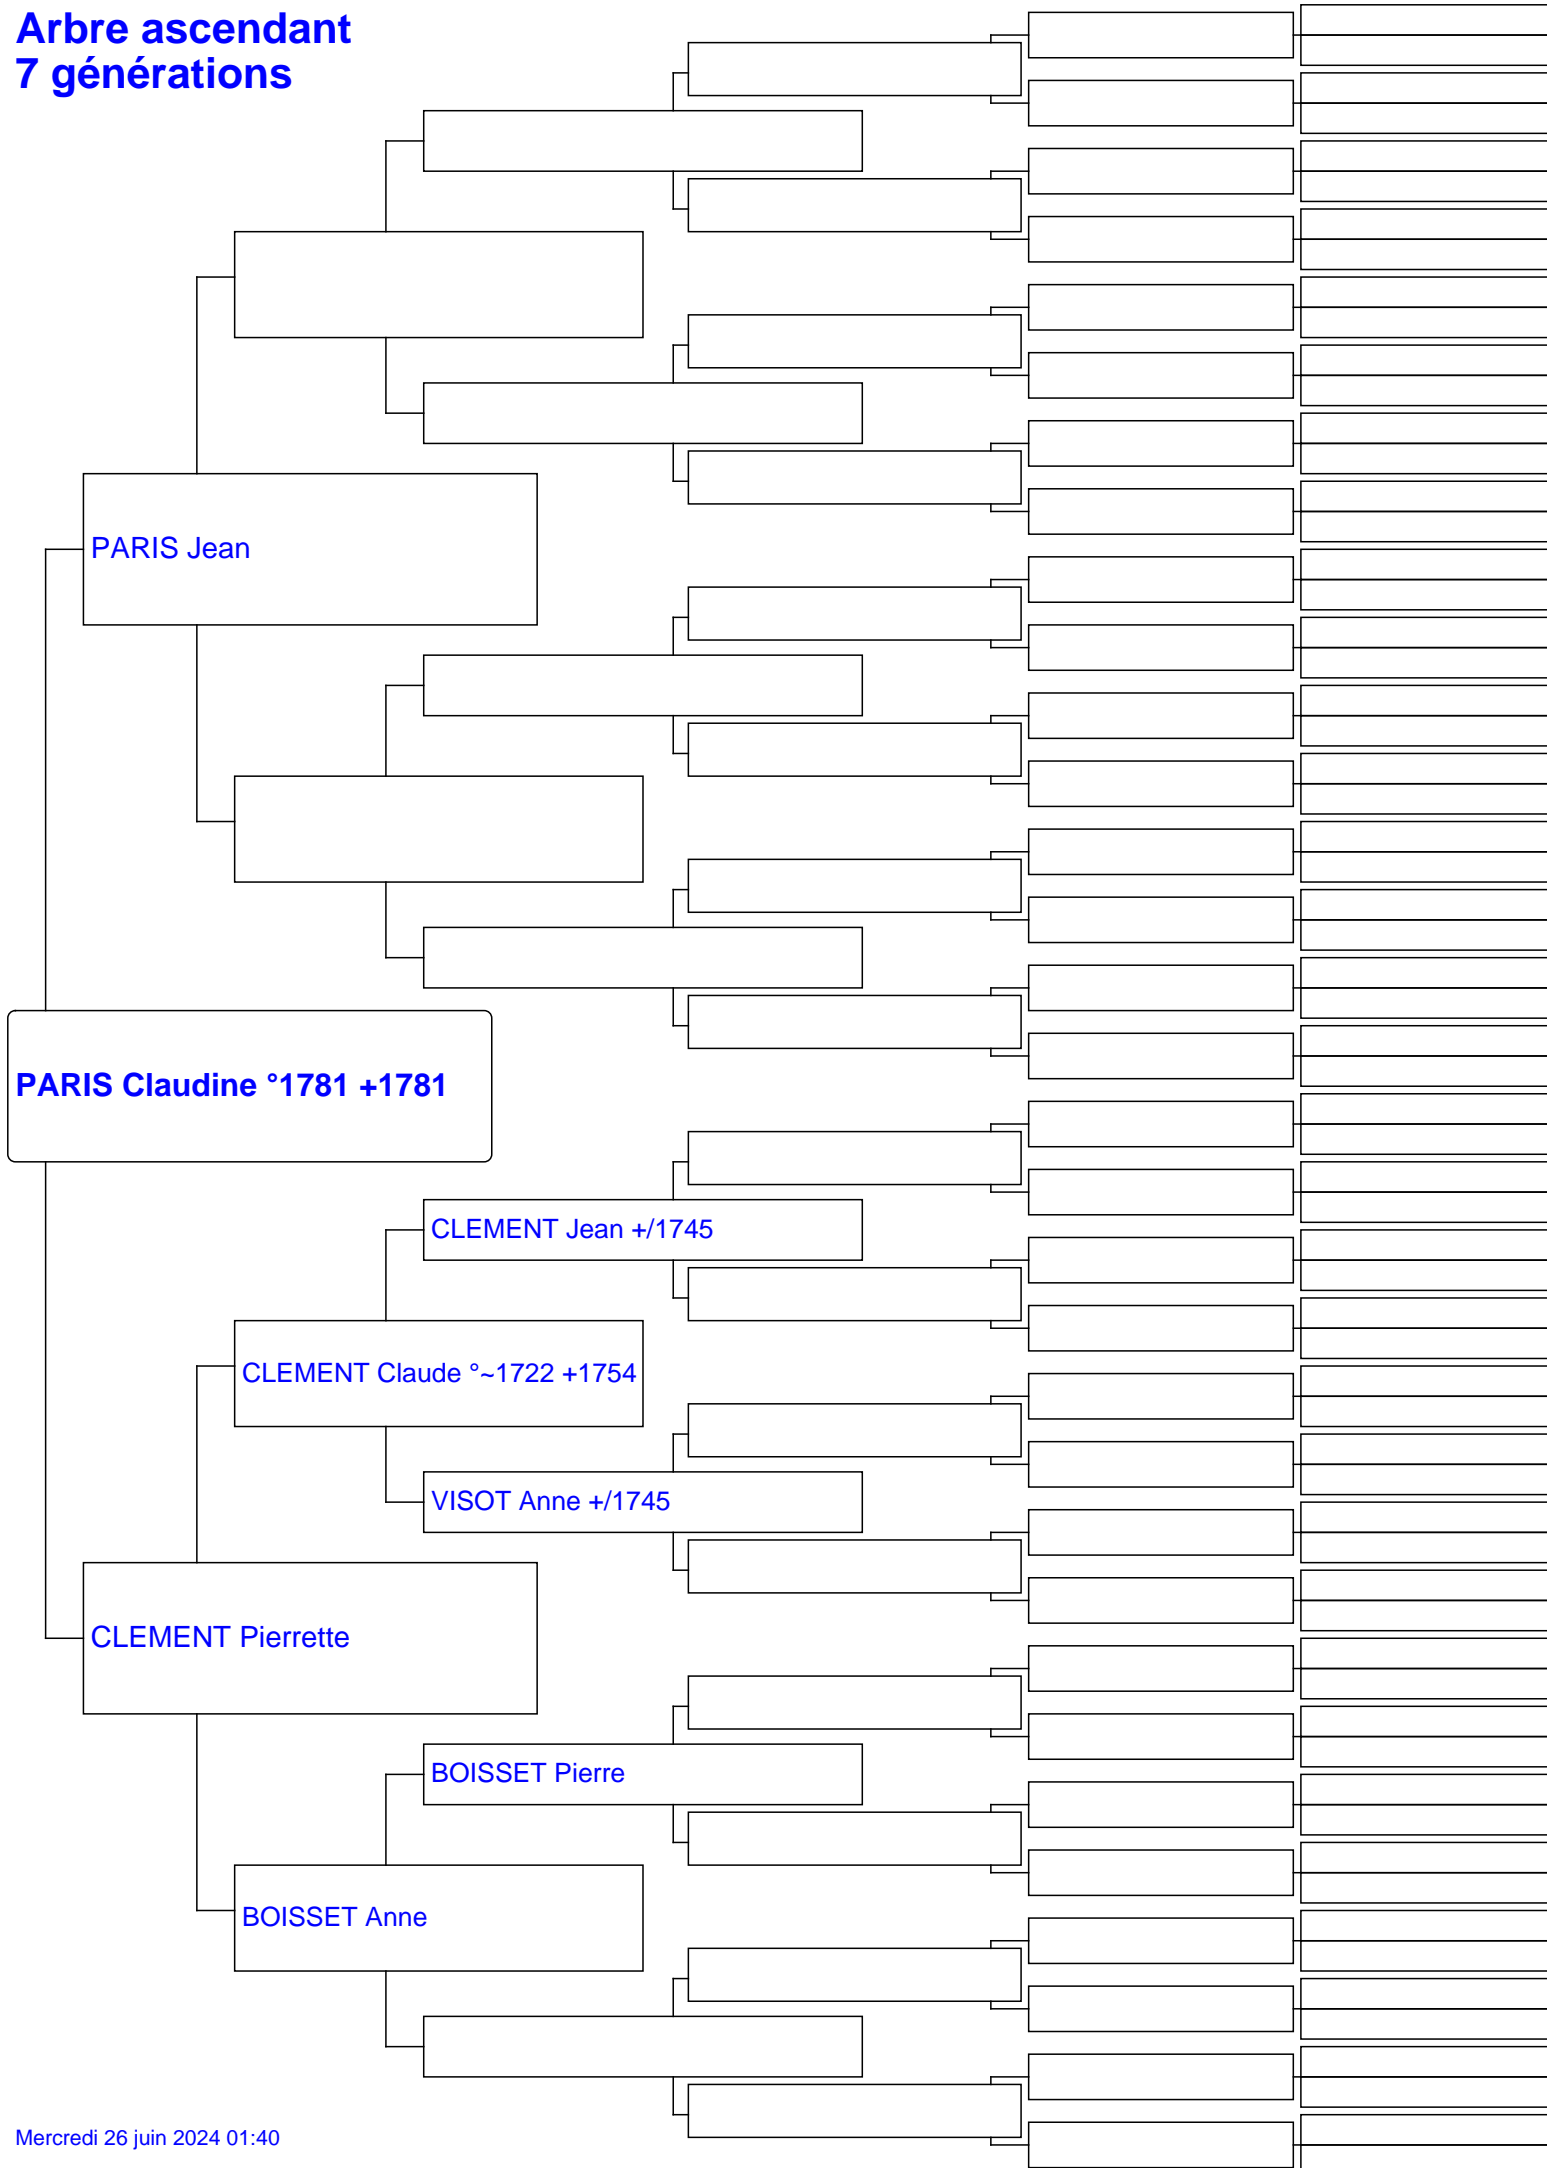 Arbre ascendant
7 générations
PARIS Jean
PARIS Claudine °1781 +1781
CLEMENT Jean +/1745
CLEMENT Claude °~1722 +1754
VISOT Anne +/1745
CLEMENT Pierrette
BOISSET Pierre
BOISSET Anne
Mercredi 26 juin 2024 01:40